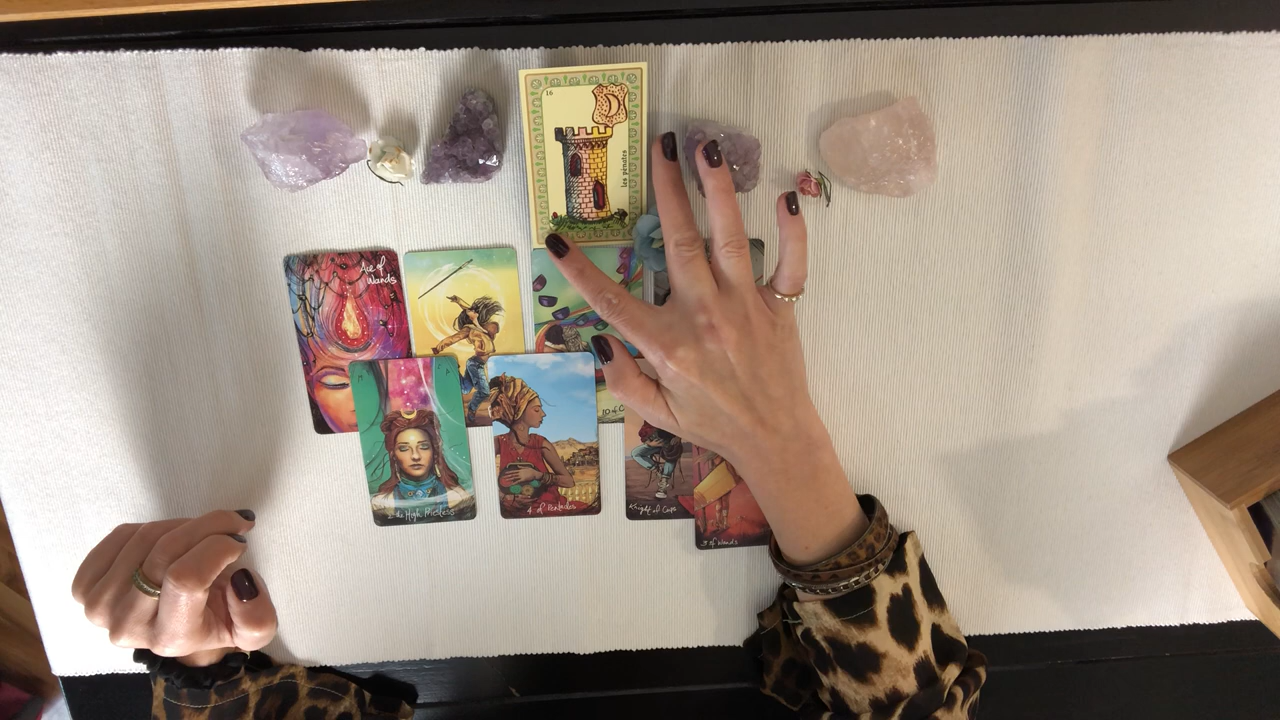 16
les pénates
Ace of
Wands
10 of C
the High Priestess
4 of Pentacles
Knight of Cups
3 of Wands